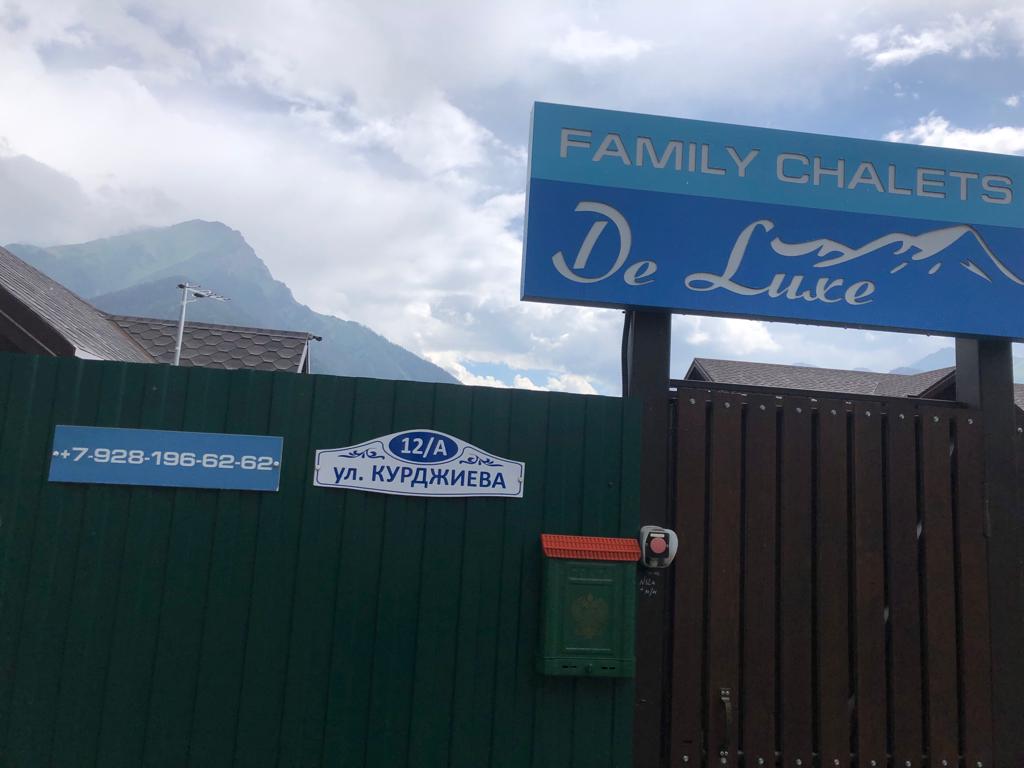 FAMILY CHALETS
De Luxe
+7-928-196-62-62
12/А
ул. КУРДЖИЕВА